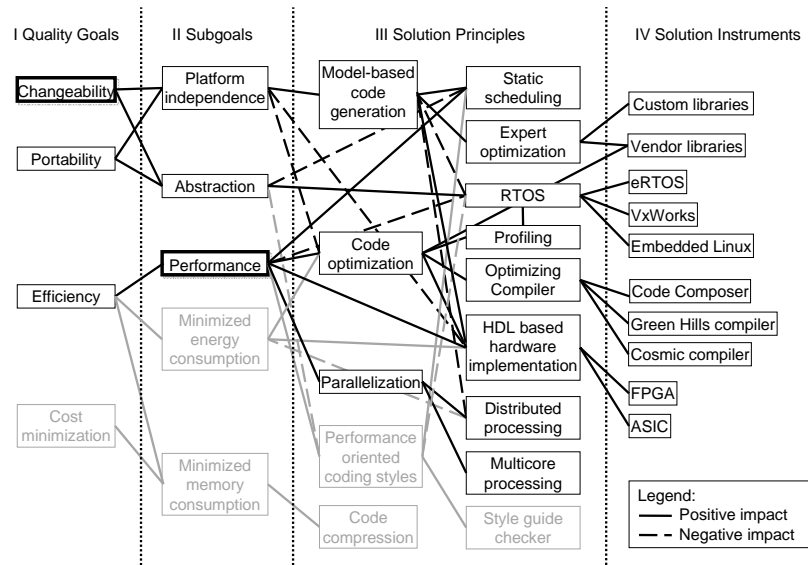 I Quality Goals
II Subgoals
III Solution Principles
IV Solution Instruments
Changeability
Portability
Efficiency
Cost
minimization
Platform
independence
Abstraction
Performance
Minimized
energy
consumption
Minimized
memory
consumption
Model-based
code
generation
Code
optimization
Parallelization
Performance
oriented
coding styles
Code
compression
Static
scheduling
Expert
optimization
RTOS
Profiling
Optimizing
Compiler
HDL based
hardware
implementation
Distributed
processing
Multicore
processing
Style guide
checker
Custom libraries
Vendor libraries
eRTOS
VxWorks
Embedded Linux
Code Composer
Green Hills compiler
Cosmic compiler
FPGA
ASIC
Legend:
Positive impact
Negative impact